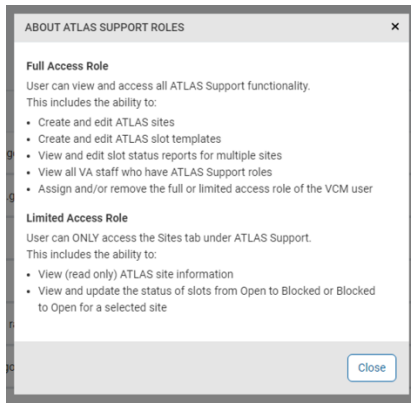 ABOUT ATLAS SUPPORT ROLES ×
Full Access Role
User can view and access all ATLAS Support functionality.
This includes the ability to:
• Create and edit ATLAS sites
• Create and edit ATLAS slot templates
• View and edit slot status reports for multiple sites
• View all VA staff who have ATLAS Support roles
• Assign and/or remove the full or limited access role of the VCM user
Limited Access Role
User can ONLY access the Sites tab under ATLAS Support.
This includes the ability to:
• View (read only) ATLAS site information
• View and update the status of slots from Open to Blocked or Blocked
to Open for a selected site
Close